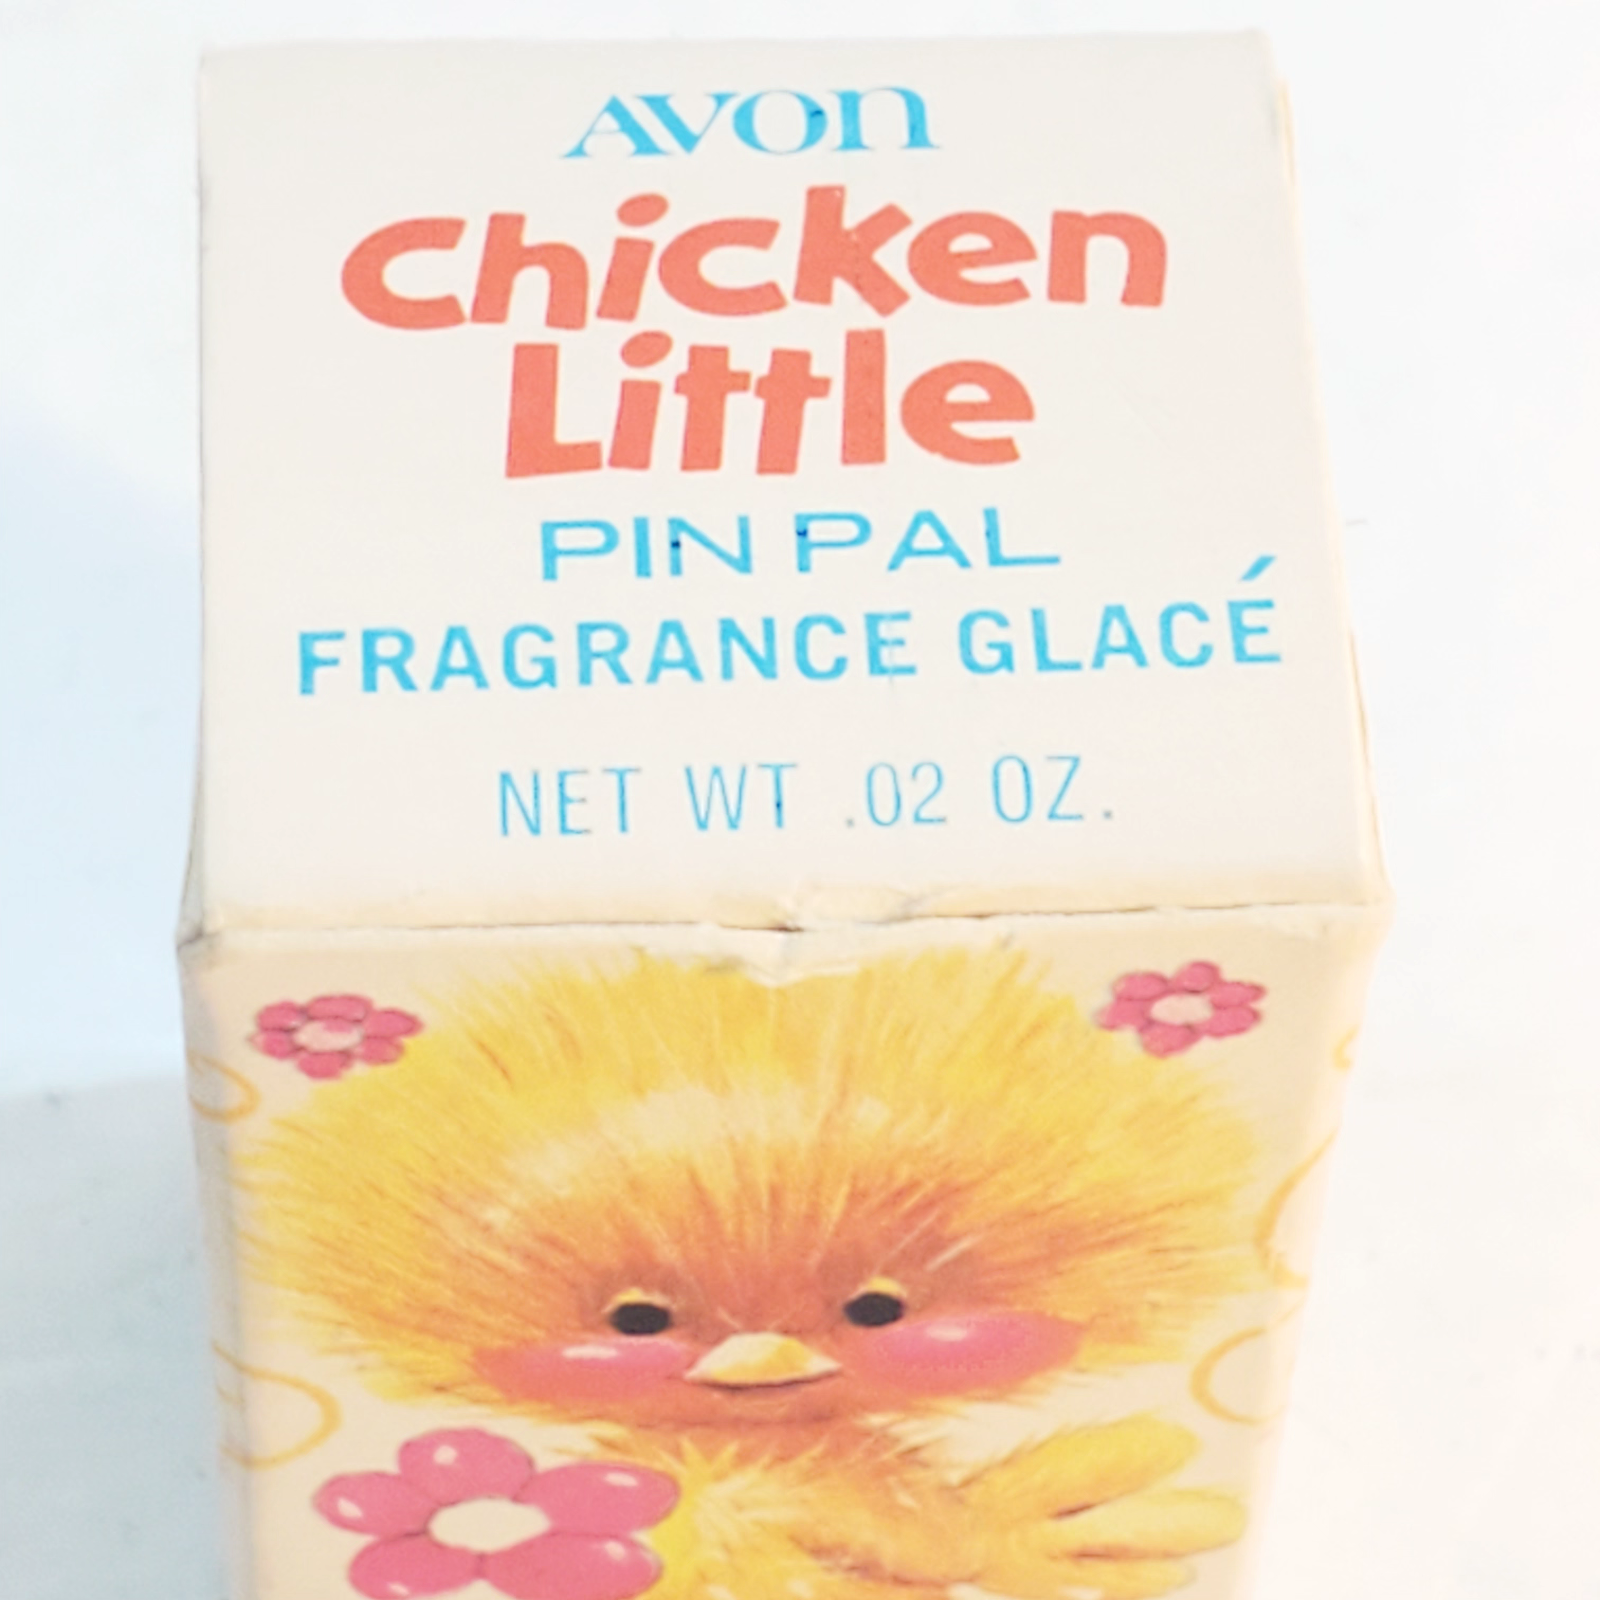 AVON
Chicken
Little
PIN PAL
FRAGRANCE GLACÉ
NET WT .02 OZ.